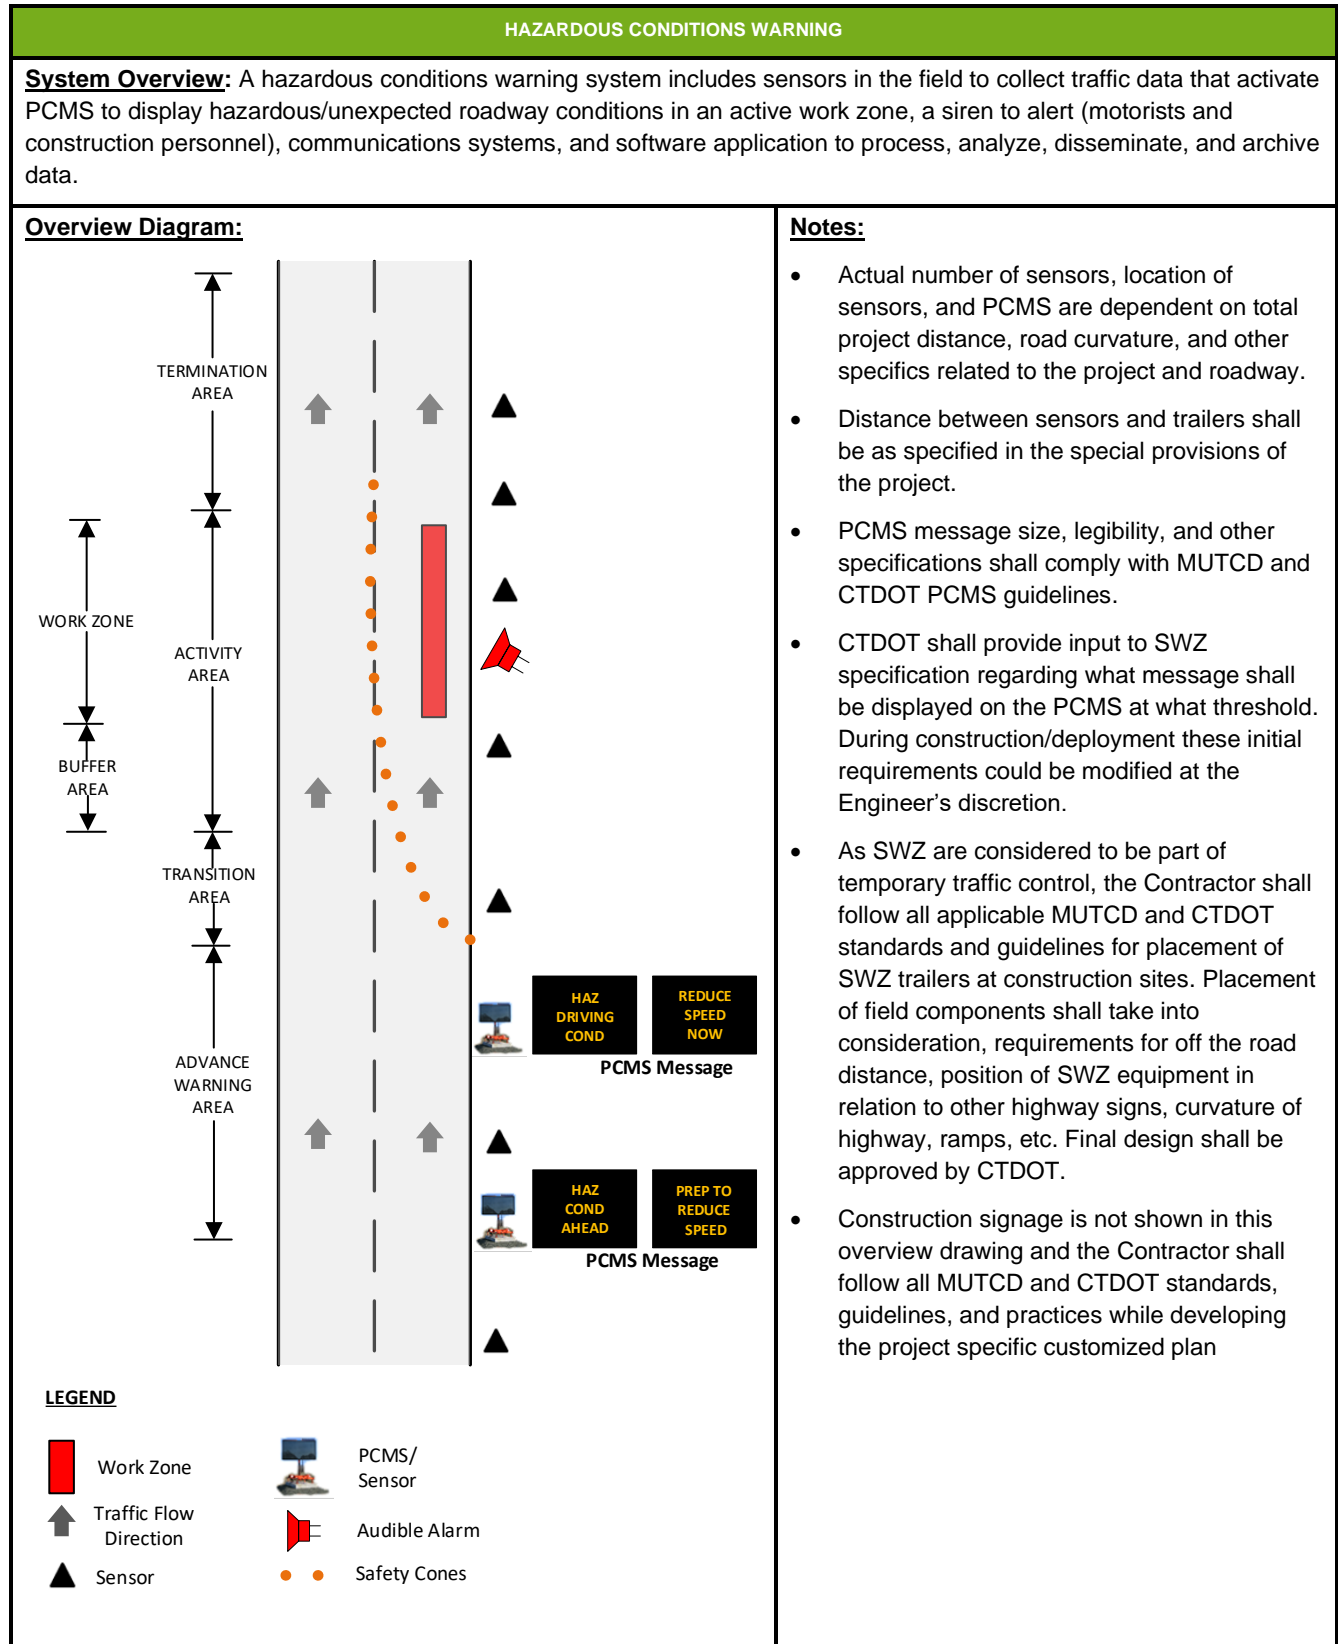 HAZARDOUS CONDITIONS WARNING
System Overview: A hazardous conditions warning system includes sensors in the field to collect traffic data that activate
PCMS to display hazardous/unexpected roadway conditions in an active work zone, a siren to alert (motorists and
construction personnel), communications systems, and software application to process, analyze, disseminate, and archive
data.
Overview Diagram:
TERMINATION
AREA
WORK ZONE
ACTIVITY
AREA
BUFFER
AREA
TRANSITION
AREA
ADVANCE
WARNING
AREA
HAZ
DRIVING
COND
REDUCE
SPEED
NOW
PCMS Message
HAZ
COND
AHEAD
PREP TO
REDUCE
SPEED
PCMS Message
LEGEND
Work Zone
Traffic Flow
Direction
Sensor
PCMS/
Sensor
Audible Alarm
Safety Cones
Notes:
• Actual number of sensors, location of
sensors, and PCMS are dependent on total
project distance, road curvature, and other
specifics related to the project and roadway.
• Distance between sensors and trailers shall
be as specified in the special provisions of
the project.
• PCMS message size, legibility, and other
specifications shall comply with MUTCD and
CTDOT PCMS guidelines.
• CTDOT shall provide input to SWZ
specification regarding what message shall
be displayed on the PCMS at what threshold.
During construction/deployment these initial
requirements could be modified at the
Engineer’s discretion.
• As SWZ are considered to be part of
temporary traffic control, the Contractor shall
follow all applicable MUTCD and CTDOT
standards and guidelines for placement of
SWZ trailers at construction sites. Placement
of field components shall take into
consideration, requirements for off the road
distance, position of SWZ equipment in
relation to other highway signs, curvature of
highway, ramps, etc. Final design shall be
approved by CTDOT.
• Construction signage is not shown in this
overview drawing and the Contractor shall
follow all MUTCD and CTDOT standards,
guidelines, and practices while developing
the project specific customized plan